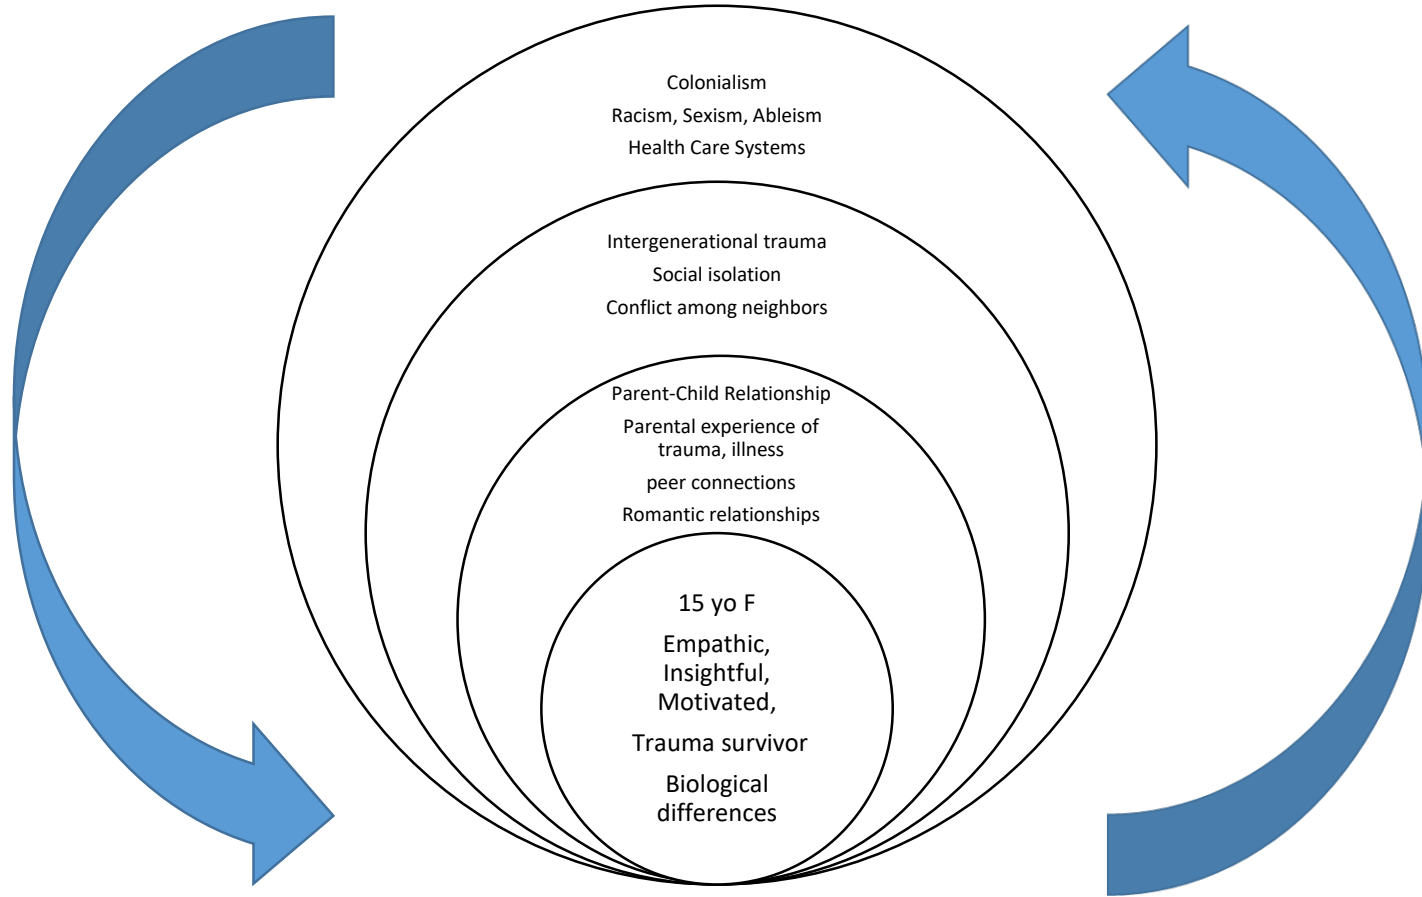 Colonialism
Racism, Sexism, Ableism
Health Care Systems
Intergenerational trauma
Social isolation
Conflict among neighbors
Parent-Child Relationship
Parental experience of
trauma, illness
peer connections
Romantic relationships
15 yo F
Empathic,
Insightful,
Motivated,
Trauma survivor
Biological
differences